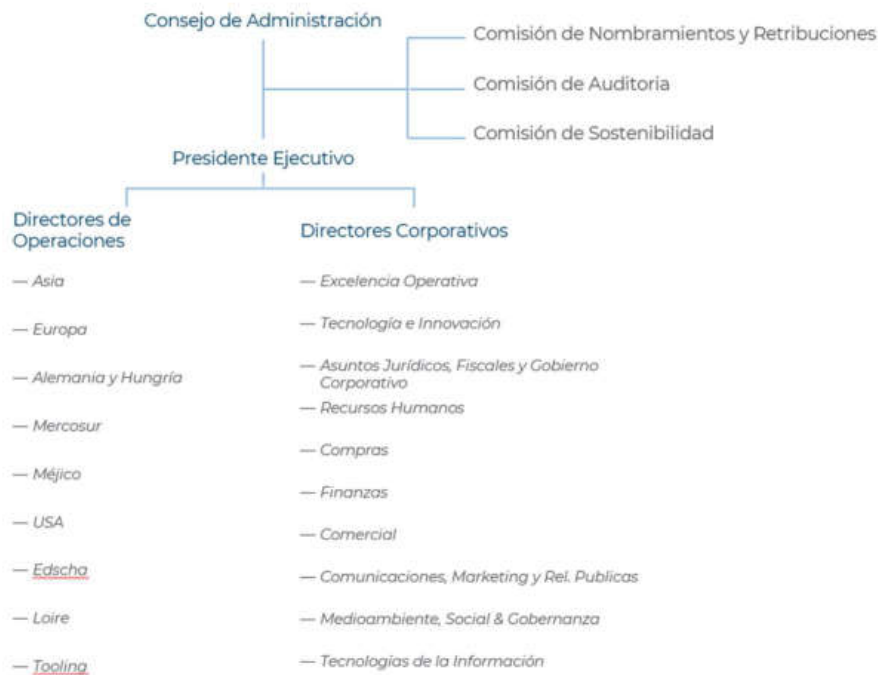 Consejo de Administración
Comisión de Nombramientos y Retribuciones
Comisión de Auditoria
Comisión de Sostenibilidad
Presidente Ejecutivo
Directores de
Operaciones
— Asia
— Europa
— Alemania y Hungría
— Mercosur
— Méjico
— USA
— Edscha
— Loire
— Tooling
Directores Corporativos
— Excelencia Operativa
— Tecnología e Innovación
— Asuntos Jurídicos, Fiscales y Gobierno
Corporativo
— Recursos Humanos
— Compras
— Finanzas
— Comercial
— Comunicaciones, Marketing y Rel. Publicas
— Medioambiente, Social & Gobernanza
— Tecnologías de la Información